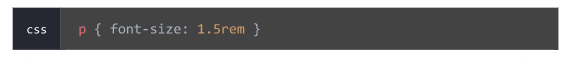 css p { font-size: 1.5rem }